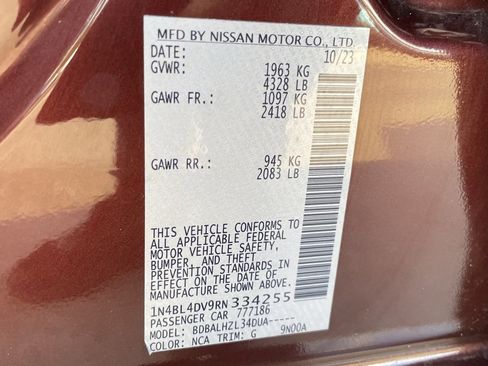 MFD BY NISSAN MOTOR CO., LTD.
DATE: 10/23
GVWR: 1963 KG
4328 LB
GAWR FR.: 1097 KG
2418 LB
GAWR RR.: 945 KG
2083 LB
THIS VEHICLE CONFORMS TO
ALL APPLICABLE FEDERAL
MOTOR VEHICLE SAFETY,
BUMPER, AND THEFT
PREVENTION STANDARDS IN
EFFECT ON THE DATE OF
MANUFACTURE SHOWN ABOVE.
1N4BL4DV9RN334255
PASSENGER CAR 777186
MODEL: BDBALHZL34DUA-----
COLOR: NCA TRIM: G 9N00A